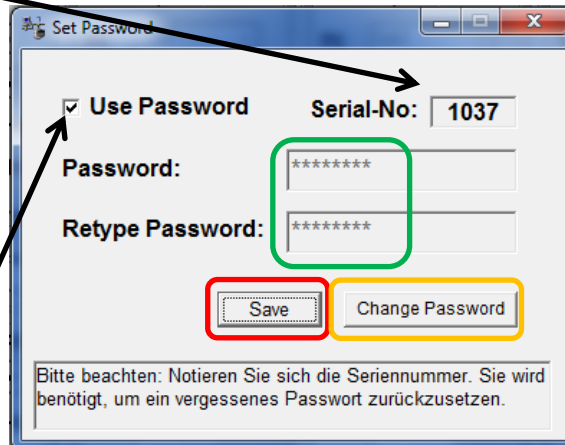 Set Password
Use Password Serial-No: 1037
Password: ********
Retype Password: ********
Save Change Password
Bitte beachten: Notieren Sie sich die Seriennummer. Sie wird
benötigt, um ein vergessenes Passwort zurückzusetzen.